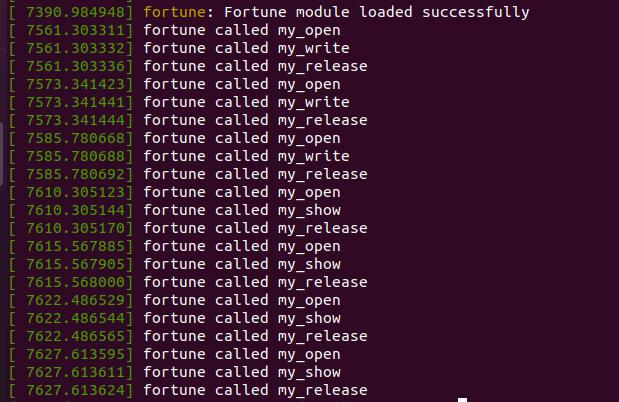 [ 7390.984948] fortune: Fortune module loaded successfully
[ 7561.303311] fortune called my_open
[ 7561.303332] fortune called my_write
[ 7561.303336] fortune called my_release
[ 7573.341423] fortune called my_open
[ 7573.341441] fortune called my_write
[ 7573.341444] fortune called my_release
[ 7585.780668] fortune called my_open
[ 7585.780688] fortune called my_write
[ 7585.780692] fortune called my_release
[ 7610.305123] fortune called my_open
[ 7610.305144] fortune called my_show
[ 7610.305170] fortune called my_release
[ 7615.567885] fortune called my_open
[ 7615.567905] fortune called my_show
[ 7615.568000] fortune called my_release
[ 7622.486529] fortune called my_open
[ 7622.486544] fortune called my_show
[ 7622.486565] fortune called my_release
[ 7627.613595] fortune called my_open
[ 7627.613611] fortune called my_show
[ 7627.613624] fortune called my_release